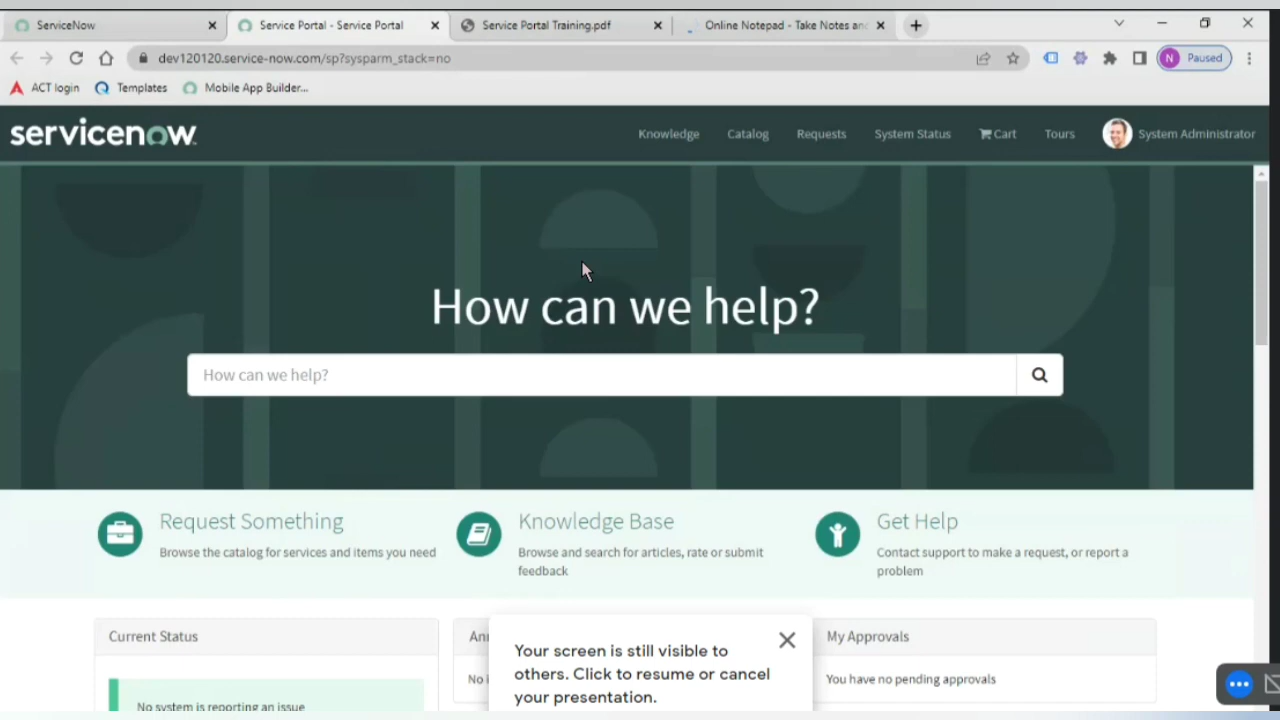 ServiceNow
Service Portal - Service Portal
Service Portal Training.pdf
Online Notepad - Take Notes and
dev120120.service-now.com/sp?sysparm_stack=no
N
Paused
ACT login
Templates
Mobile App Builder...
servicenow
Knowledge
Catalog
Requests
System Status
Cart
Tours
System Administrator
How can we help?
How can we help?
Request Something
Browse the catalog for services and items you need
Knowledge Base
Browse and search for articles, rate or submit
feedback
Get Help
Contact support to make a request, or report a
problem
Current Status
No system is reporting an issue
My Approvals
You have no pending approvals
Your screen is still visible to
others. Click to resume or cancel
your presentation.